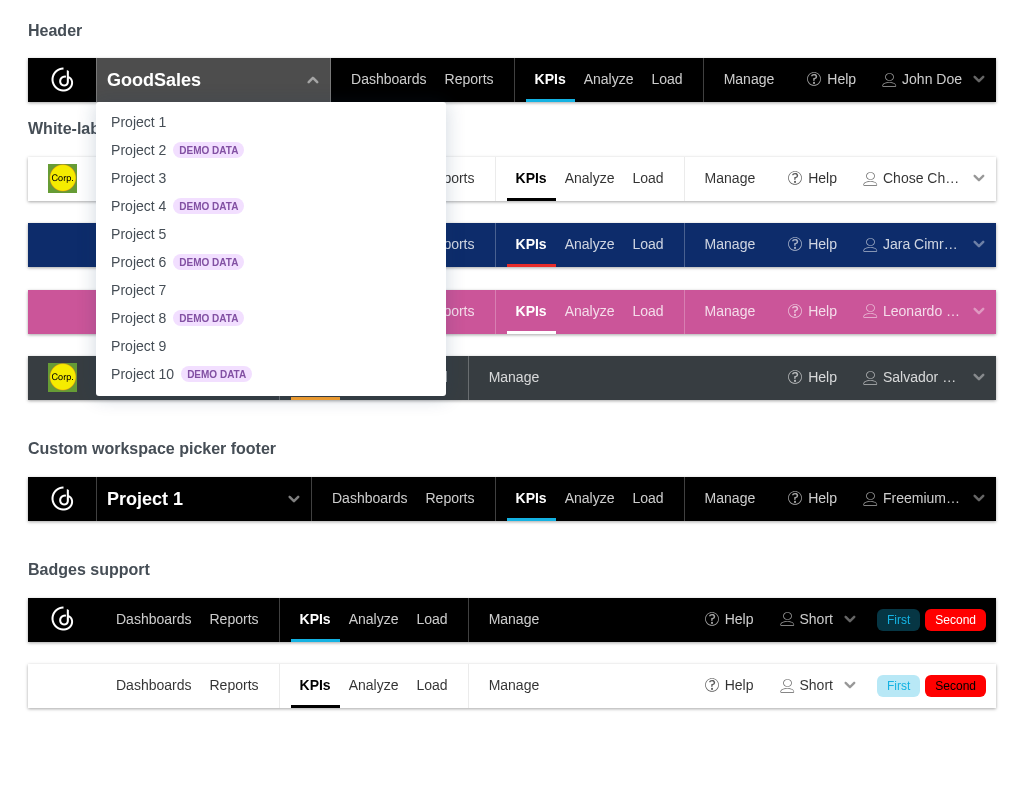 Header
GoodSales Dashboards Reports KPIs Analyze Load Manage Help John Doe
Project 1
White-lab
Project 2 DEMO DATA
Corp. Project 3 orts KPIs Analyze Load Manage Help Chose Ch…
Project 4 DEMO DATA
Project 5 orts KPIs Analyze Load Manage Help Jara Cimr…
Project 6 DEMO DATA
Project 7
Project 8 DEMO DATA orts KPIs Analyze Load Manage Help Leonardo …
Project 9
Corp. Project 10 DEMO DATA Manage Help Salvador …
Custom workspace picker footer
Project 1 Dashboards Reports KPIs Analyze Load Manage Help Freemium…
Badges support
Dashboards Reports KPIs Analyze Load Manage Help Short First Second
Dashboards Reports KPIs Analyze Load Manage Help Short First Second